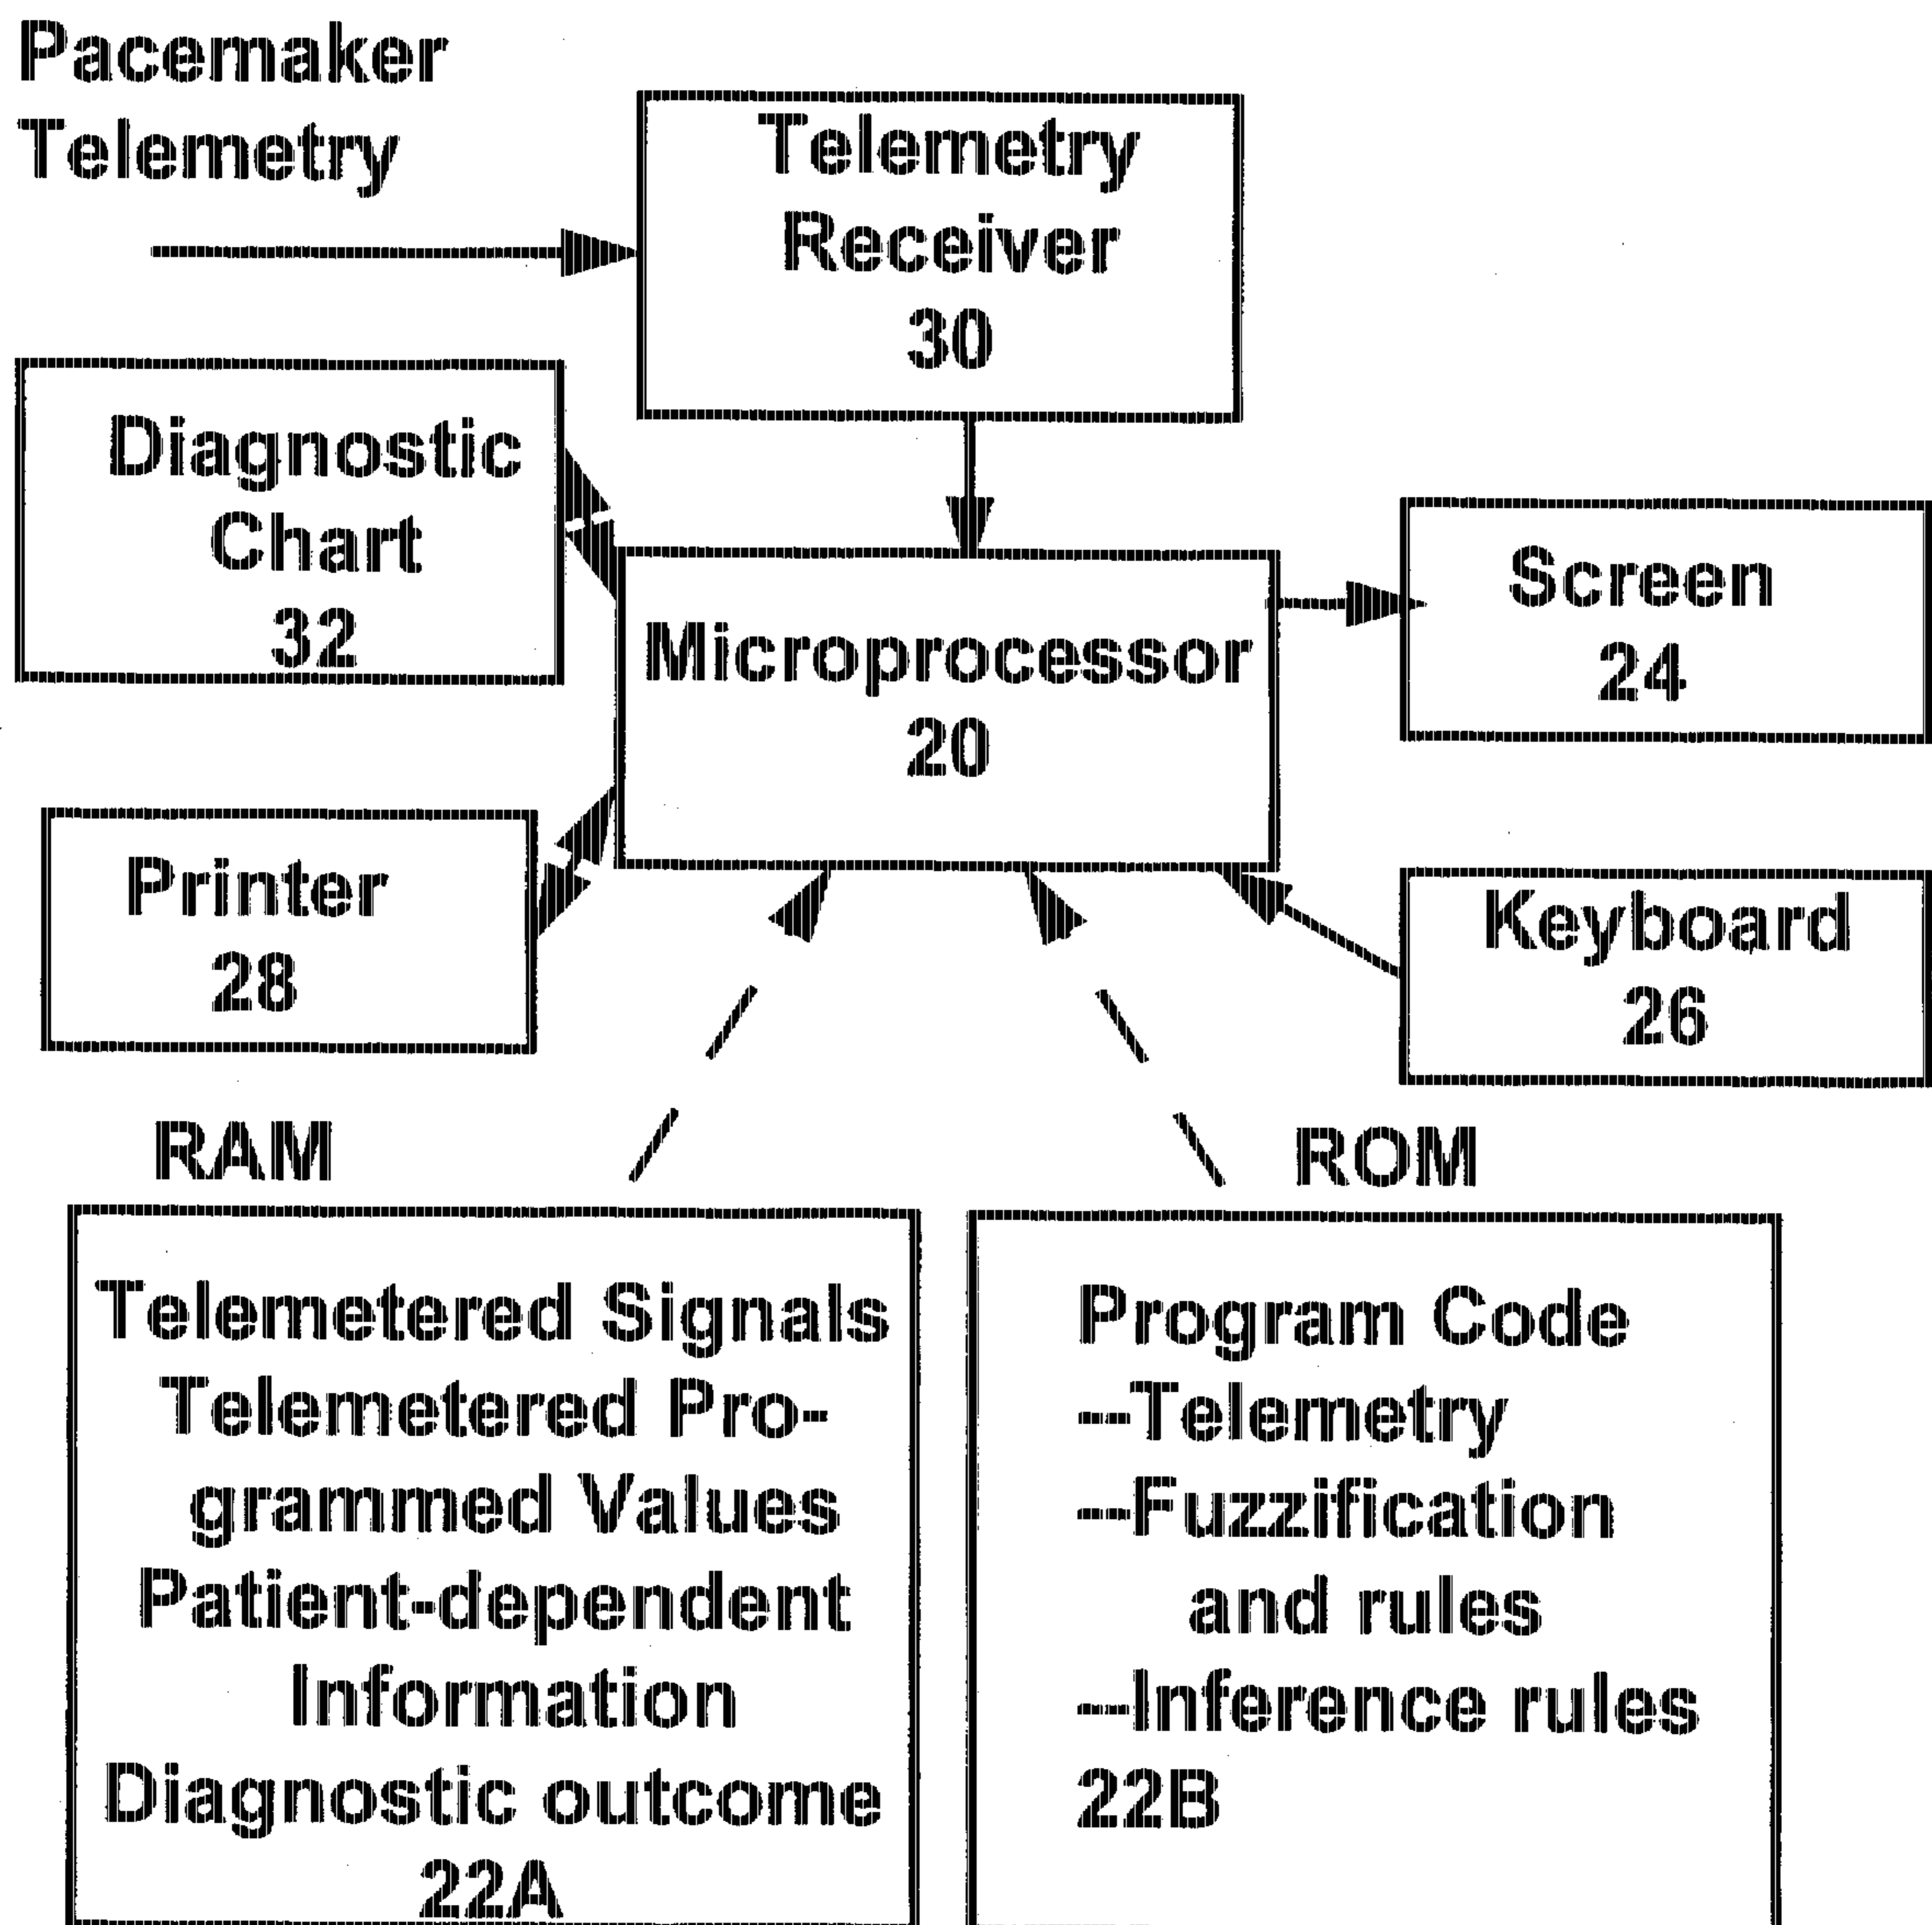 Pacemaker
Telemetry
Telemetry
Receiver
30
Diagnostic
Chart
32
Microprocessor
20
Screen
24
Printer
28
Keyboard
26
RAM
ROM
Telemetered Signals
Telemetered Pro-
grammed Values
Patient-dependent
Information
Diagnostic outcome
22A
Program Code
--Telemetry
--Fuzzification
and rules
--Inference rules
22B